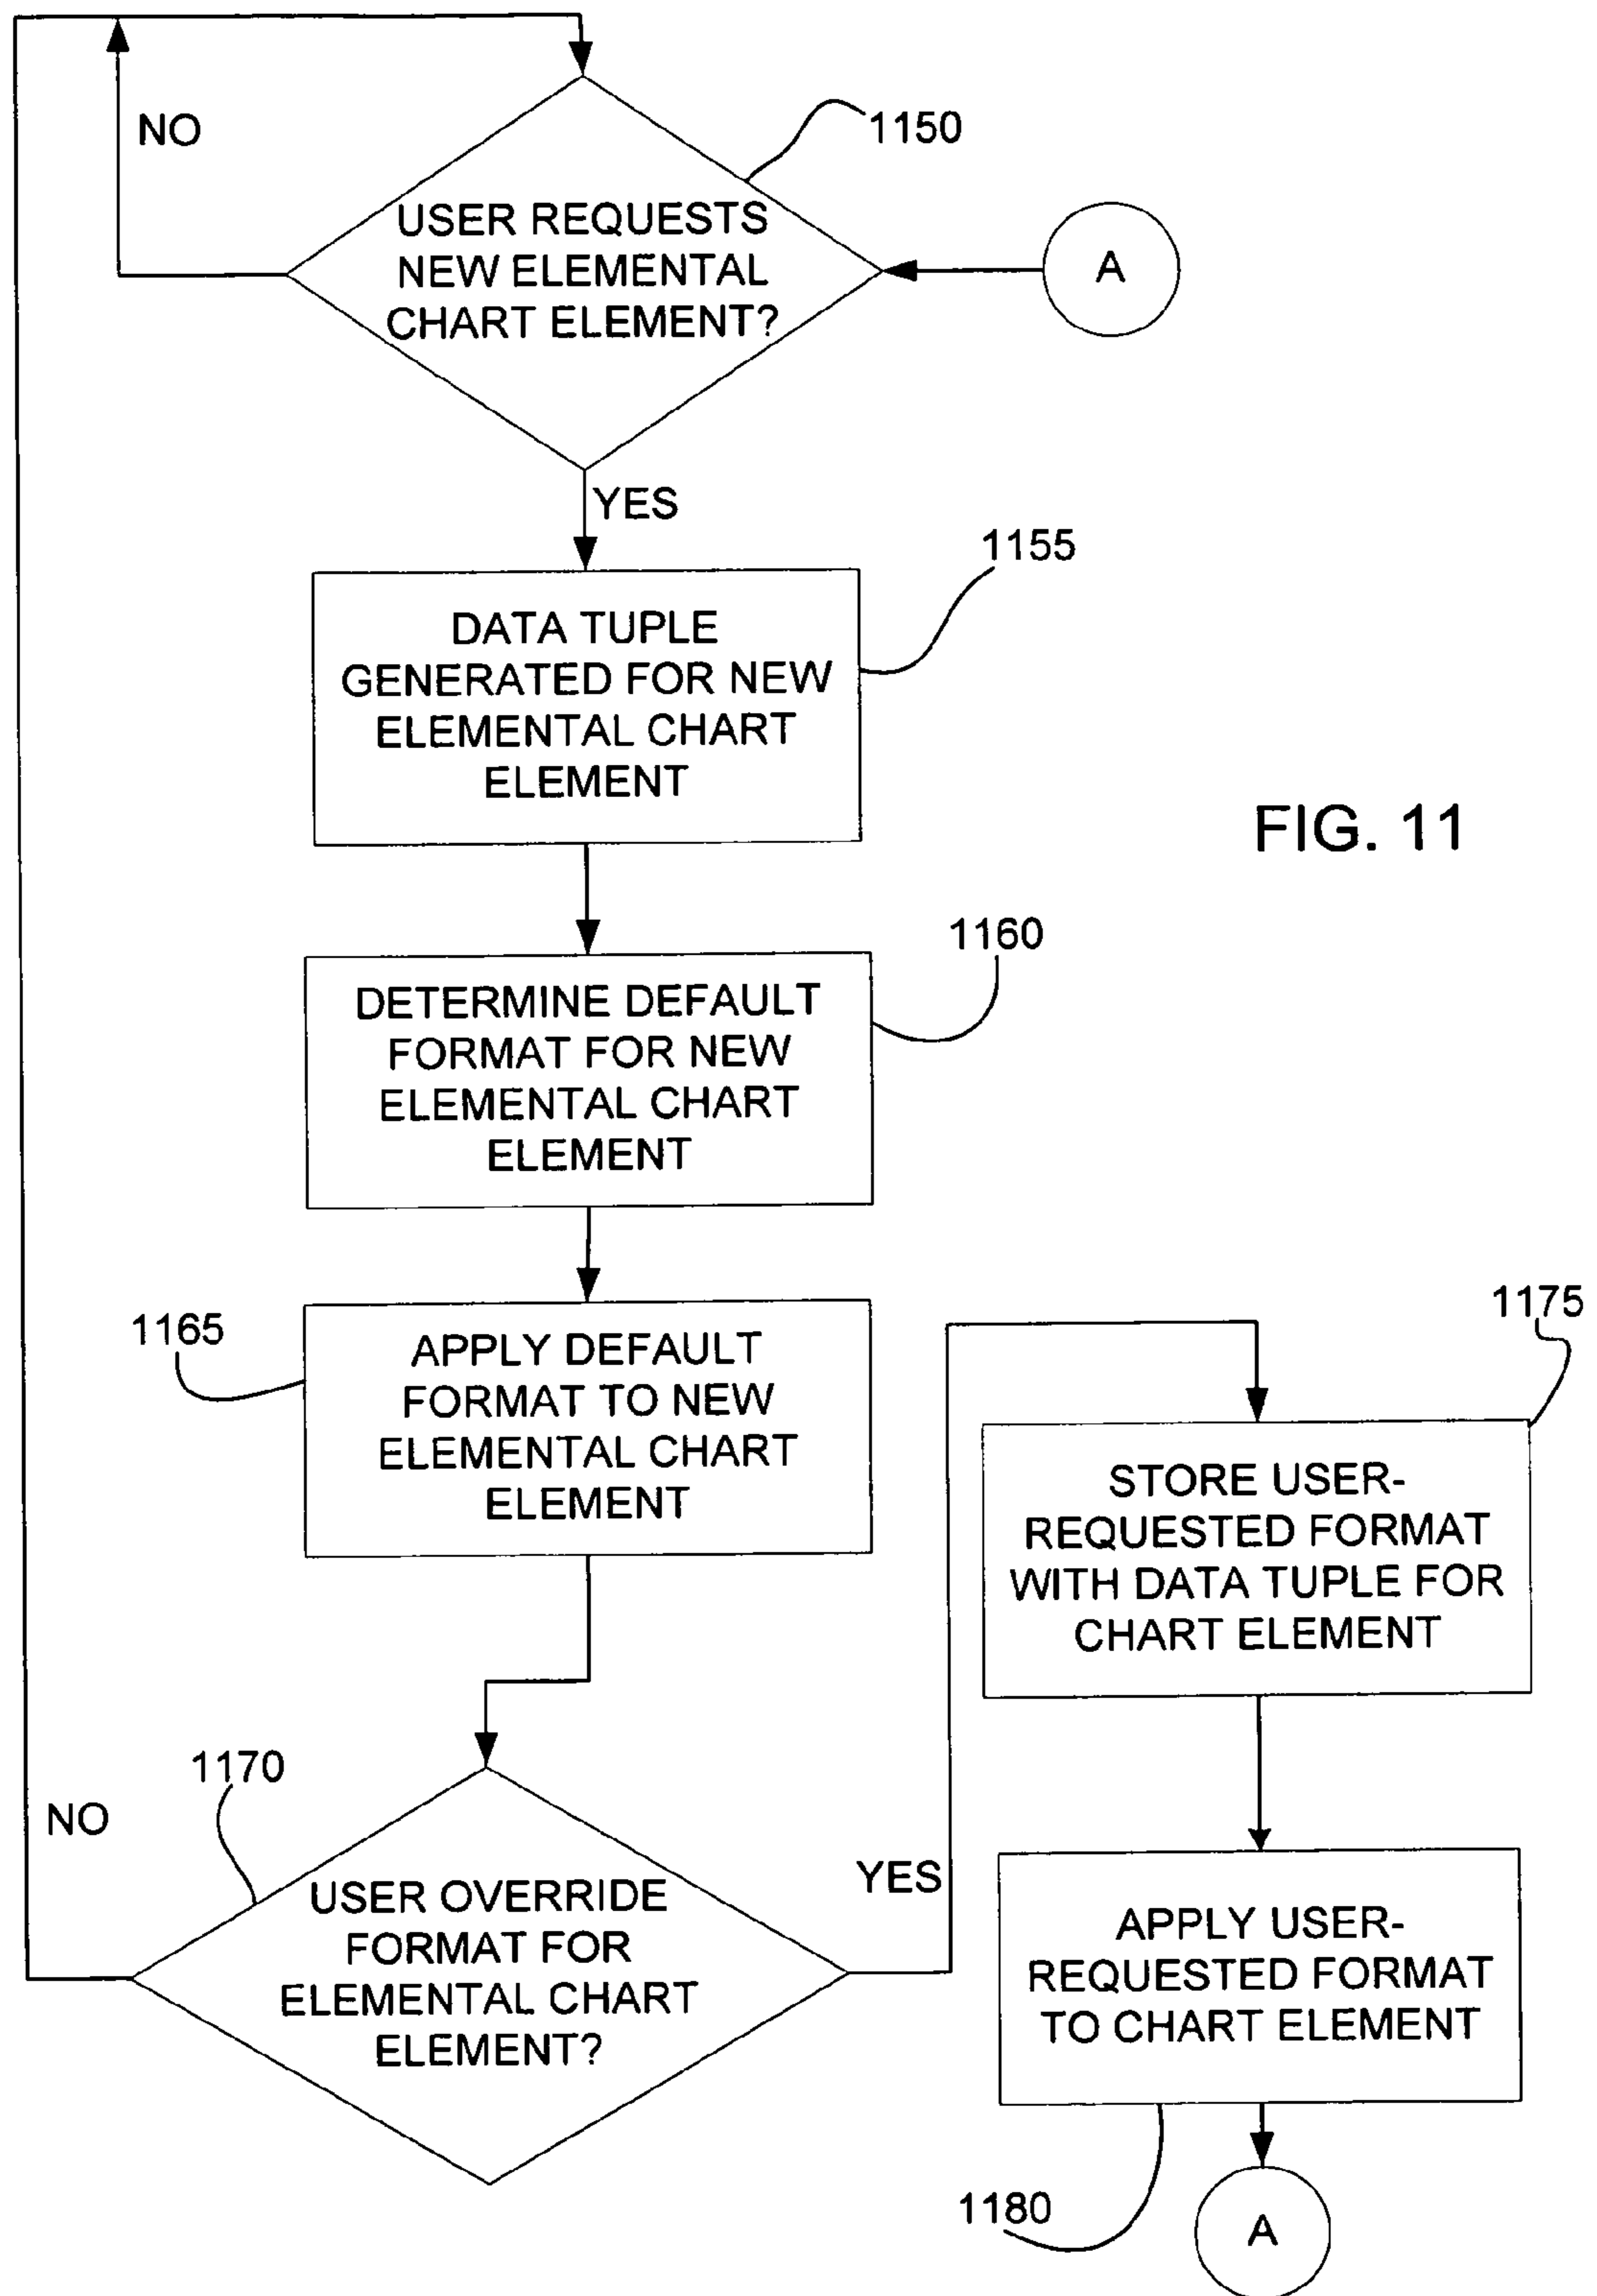 NO
1150
USER REQUESTS
NEW ELEMENTAL
CHART ELEMENT?
A
YES
1155
DATA TUPLE
GENERATED FOR NEW
ELEMENTAL CHART
ELEMENT
FIG. 11
1160
DETERMINE DEFAULT
FORMAT FOR NEW
ELEMENTAL CHART
ELEMENT
1165
APPLY DEFAULT
FORMAT TO NEW
ELEMENTAL CHART
ELEMENT
1170
NO
USER OVERRIDE
FORMAT FOR
ELEMENTAL CHART
ELEMENT?
YES
1175
STORE USER-
REQUESTED FORMAT
WITH DATA TUPLE FOR
CHART ELEMENT
APPLY USER-
REQUESTED FORMAT
TO CHART ELEMENT
1180
A